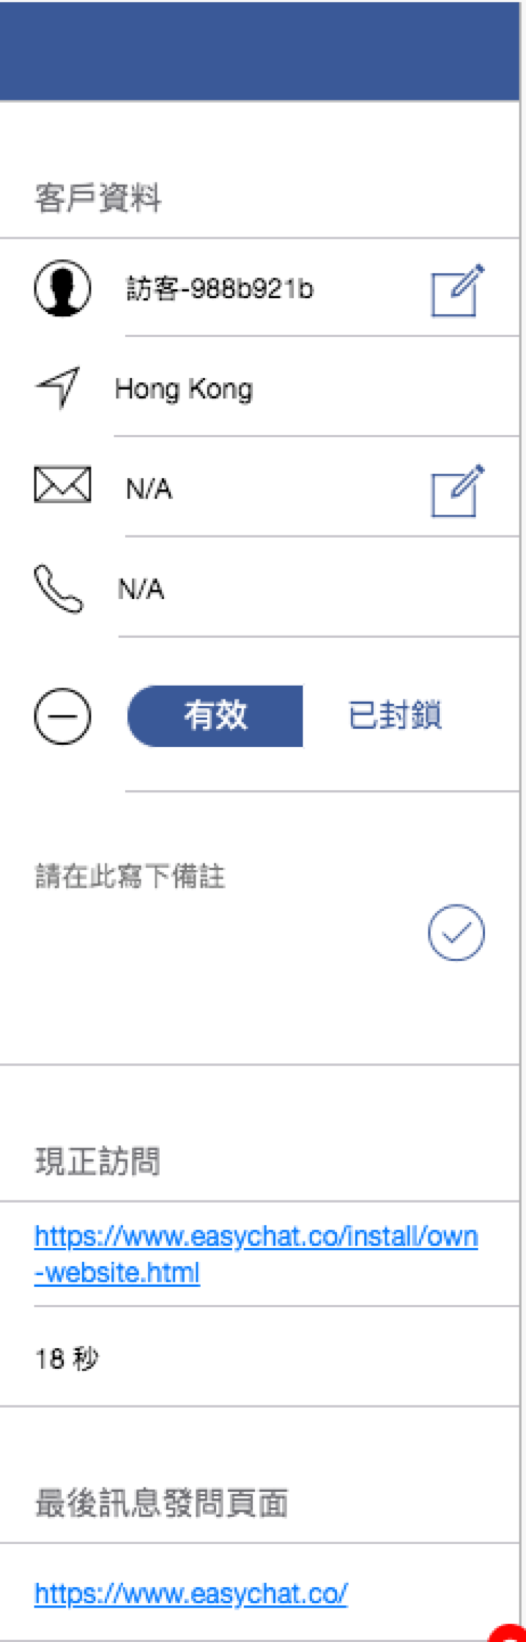 客戶資料
訪客-988b921b
Hong Kong
N/A
N/A
有效 已封鎖
請在此寫下備註
現正訪問
https://www.easychat.co/install/own
-website.html
18 秒
最後訊息發問頁面
https://www.easychat.co/